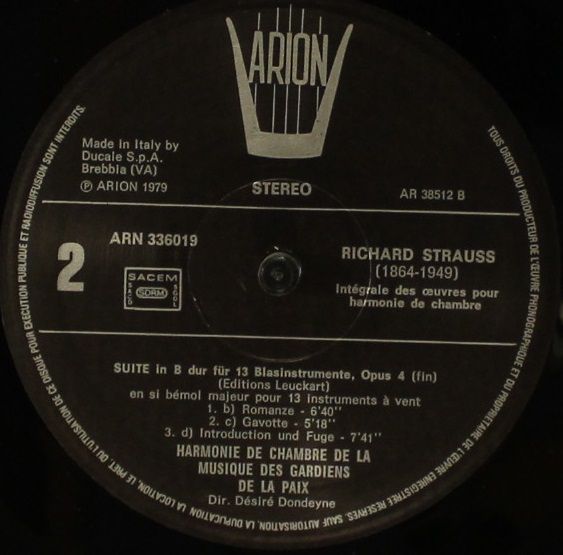 ARION
Made in Italy by
Ducale S.p.A.
Brebbia (VA)
Ⓟ ARION 1979
STEREO
AR 38512 B
ARN 336019
2
SACEM
SACD
SDRM
SGDL
RICHARD STRAUSS
(1864-1949)
Intégrale des œuvres pour
harmonie de chambre
SUITE in B dur für 13 Blasinstrumente, Opus 4 (fin)
(Editions Leuckart)
en si bémol majeur pour 13 instruments à vent
1. b) Romanze - 6'40''
2. c) Gavotte - 5'18''
3. d) Introduction und Fuge - 7'41''
HARMONIE DE CHAMBRE DE LA
MUSIQUE DES GARDIENS
DE LA PAIX
Dir. Désiré Dondeyne
TOUS DROITS DU PRODUCTEUR DE L'ŒUVRE PHONOGRAPHIQUE ET DU PROPRIETAIRE DE L'ŒUVRE ENREGISTREE RESERVES. SAUF AUTORISATION, LA DUPLICATION, LA LOCATION, LE PRET, OU L'UTILISATION DE CE DISQUE POUR EXECUTION PUBLIQUE ET RADIODIFFUSION SONT INTERDITS.